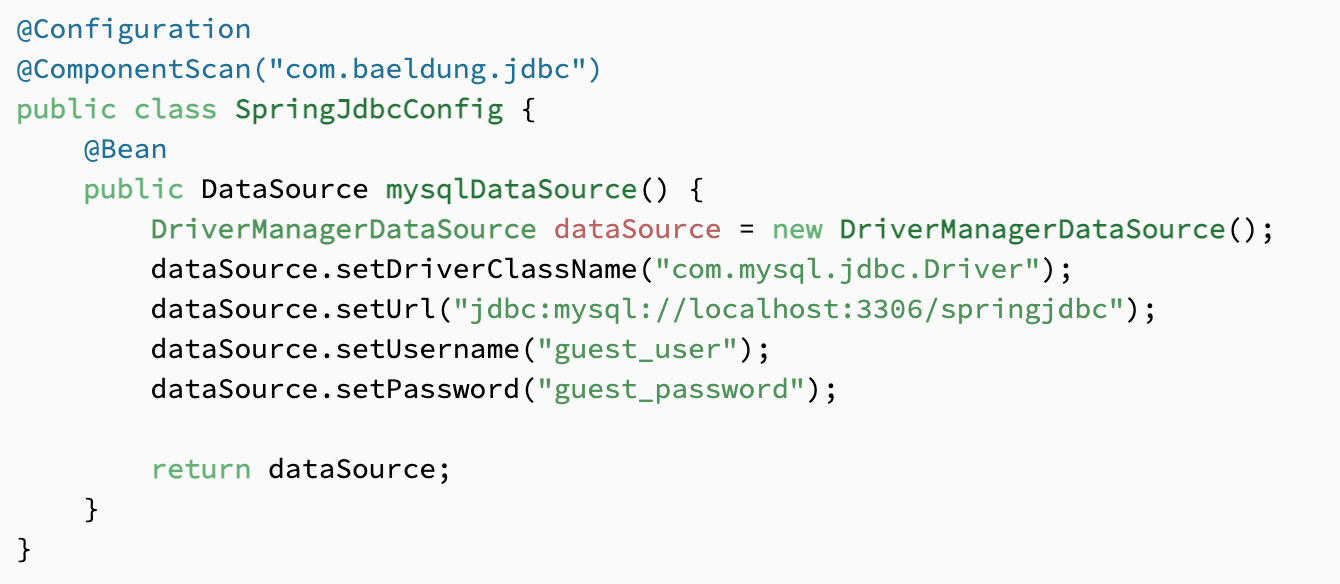 @Configuration
@ComponentScan("com.baeldung.jdbc")
public class SpringJdbcConfig {
    @Bean
    public DataSource mysqlDataSource() {
        DriverManagerDataSource dataSource = new DriverManagerDataSource();
        dataSource.setDriverClassName("com.mysql.jdbc.Driver");
        dataSource.setUrl("jdbc:mysql://localhost:3306/springjdbc");
        dataSource.setUsername("guest_user");
        dataSource.setPassword("guest_password");

        return dataSource;
    }
}